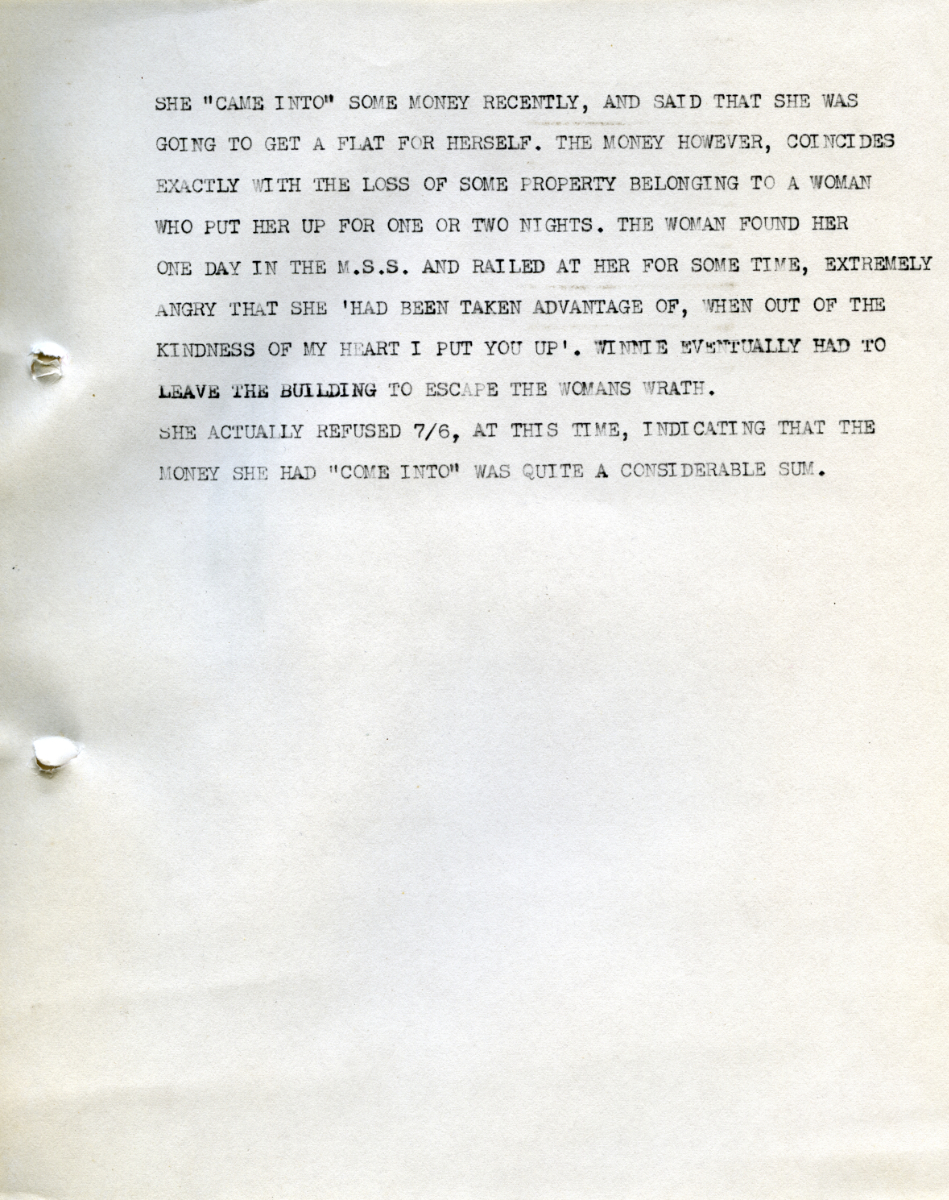 SHE "CAME INTO" SOME MONEY RECENTLY, AND SAID THAT SHE WAS
GOING TO GET A FLAT FOR HERSELF. THE MONEY HOWEVER, COINCIDES
EXACTLY WITH THE LOSS OF SOME PROPERTY BELONGING TO A WOMAN
WHO PUT HER UP FOR ONE OR TWO NIGHTS. THE WOMAN FOUND HER
ONE DAY IN THE M.S.S. AND RAILED AT HER FOR SOME TIME, EXTREMELY
ANGRY THAT SHE 'HAD BEEN TAKEN ADVANTAGE OF, WHEN OUT OF THE
KINDNESS OF MY HEART I PUT YOU UP'. WINNIE EVENTUALLY HAD TO
LEAVE THE BUILDING TO ESCAPE THE WOMANS WRATH.
SHE ACTUALLY REFUSED 7/6, AT THIS TIME, INDICATING THAT THE
MONEY SHE HAD "COME INTO" WAS QUITE A CONSIDERABLE SUM.